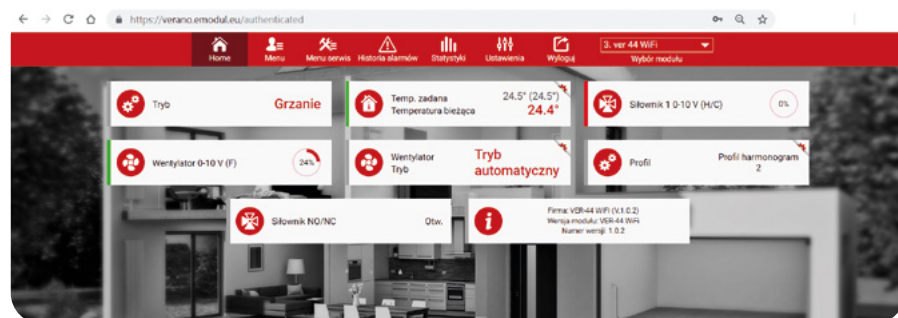 https://verano.emodul.eu/authenticated
Home
Menu
Menu serwis
Historia alarmów
Statystyki
Ustawienia
Wyloguj
3. ver 44 WiFi
Wybór modułu
Tryb
Grzanie
Temp. zadana
24.5° (24.5°)
Temperatura bieżąca
24.4°
Siłownik 1 0-10 V (H/C)
0%
Wentylator 0-10 V (F)
24%
Wentylator
Tryb
Tryb
automatyczny
Profil
Profil harmonogram
2
Siłownik NO/NC
Otw.
Firma: VER-44 WiFi (V.1.0.2)
Wersja modułu: VER-44 WiFi
Numer wersji: 1.0.2